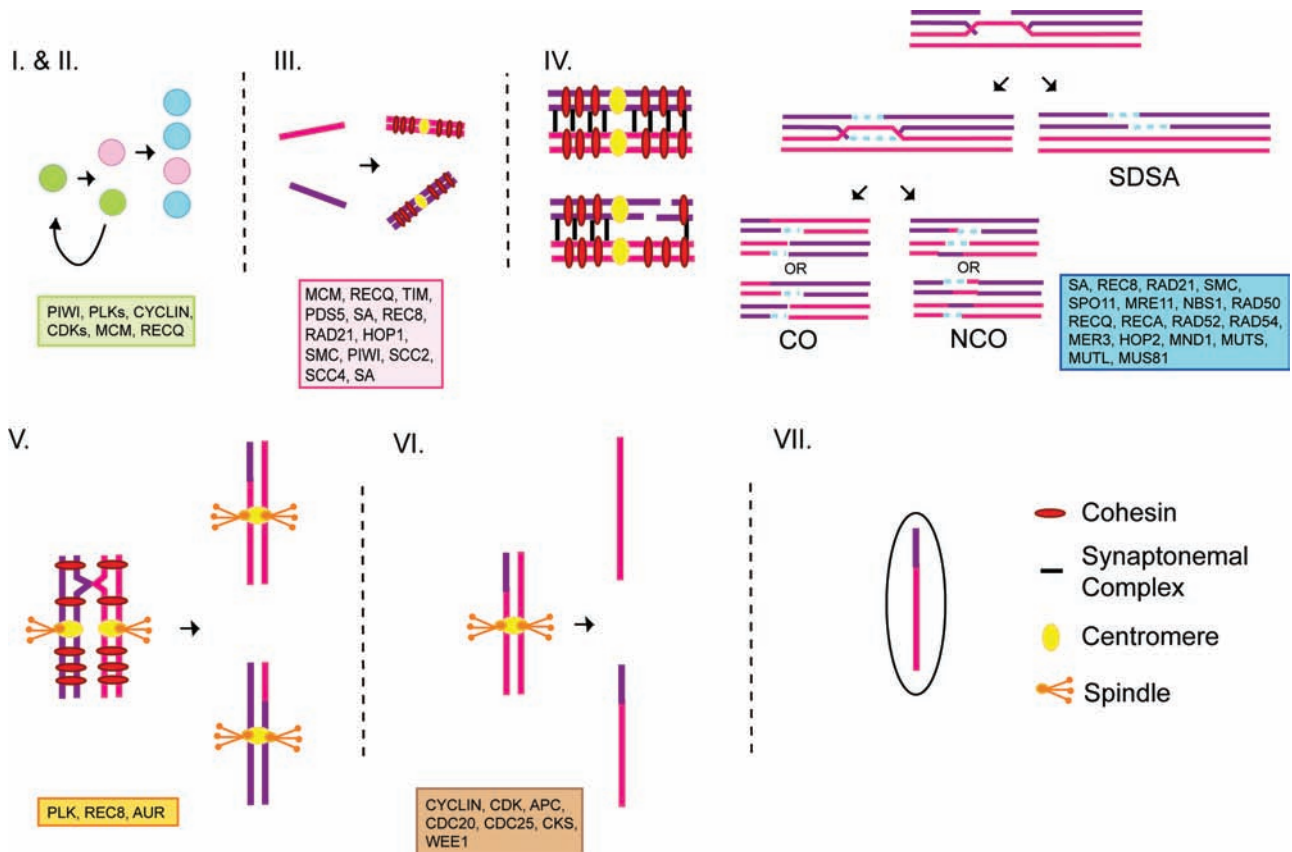 I. & II.
PIWI, PLKs, CYCLIN,
CDKs, MCM, RECQ
III.
MCM, RECQ, TIM,
PDS5, SA, REC8,
RAD21, HOP1,
SMC, PIWI, SCC2,
SCC4, SA
IV.
SDSA
OR
CO
OR
NCO
SA, REC8, RAD21, SMC,
SPO11, MRE11, NBS1, RAD50
RECQ, RECA, RAD52, RAD54,
MER3, HOP2, MND1, MUTS,
MUTL, MUS81
V.
PLK, REC8, AUR
VI.
CYCLIN, CDK, APC,
CDC20, CDC25, CKS,
WEE1
VII.
Cohesin
Synaptonemal
Complex
Centromere
Spindle